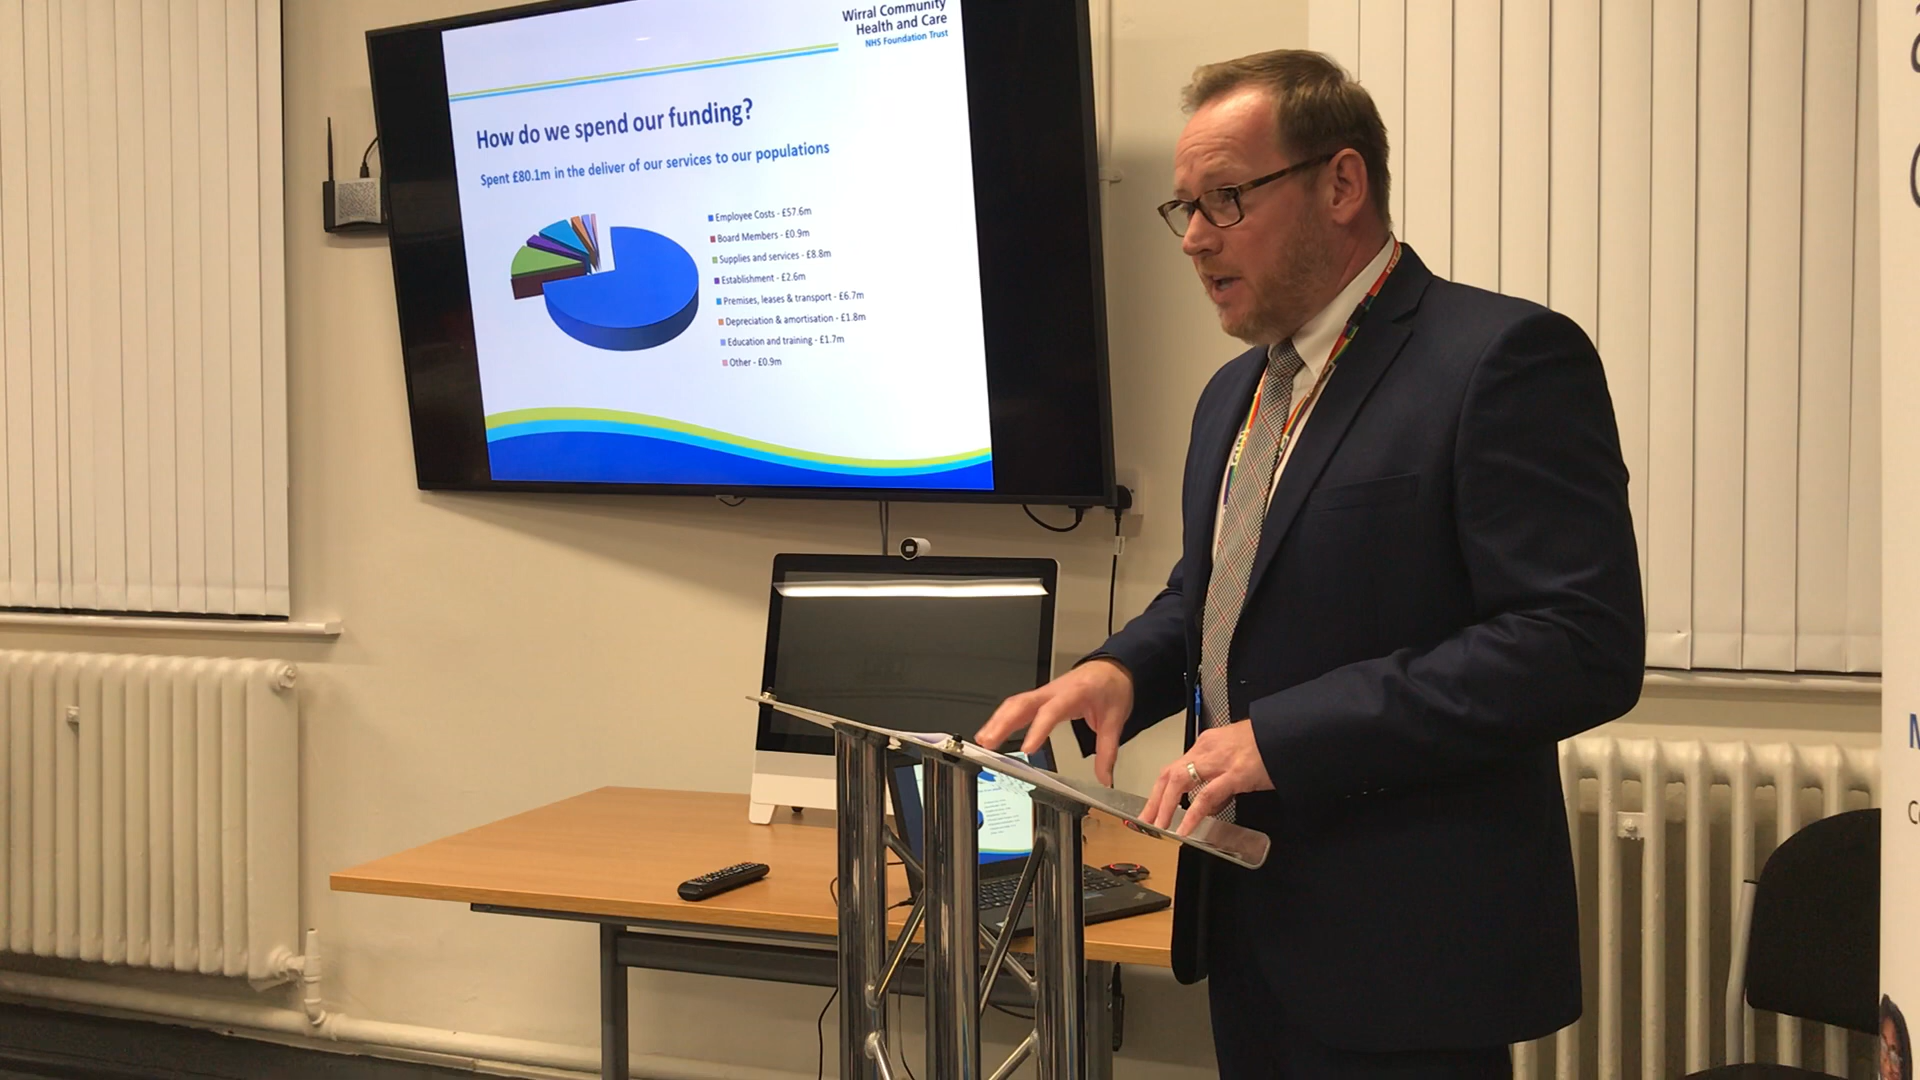 Wirral Community
Health and Care
NHS Foundation Trust
How do we spend our funding?
Spent £80.1m in the deliver of our services to our populations
Employee Costs - £57.6m
Board Members - £0.9m
Supplies and services - £8.8m
Establishment - £2.6m
Premises, leases & transport - £6.7m
Depreciation & amortisation - £1.8m
Education and training - £1.7m
Other - £0.9m